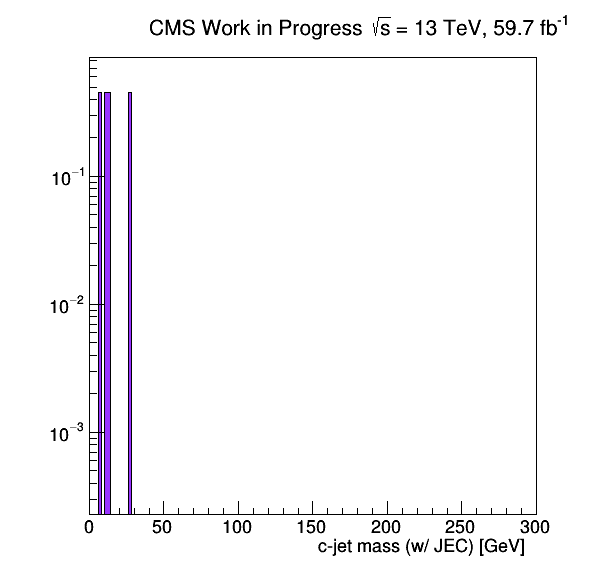 CMS Work in Progress √s = 13 TeV, 59.7 fb⁻¹
10⁻¹
10⁻²
10⁻³
0 50 100 150 200 250 300
c-jet mass (w/ JEC) [GeV]